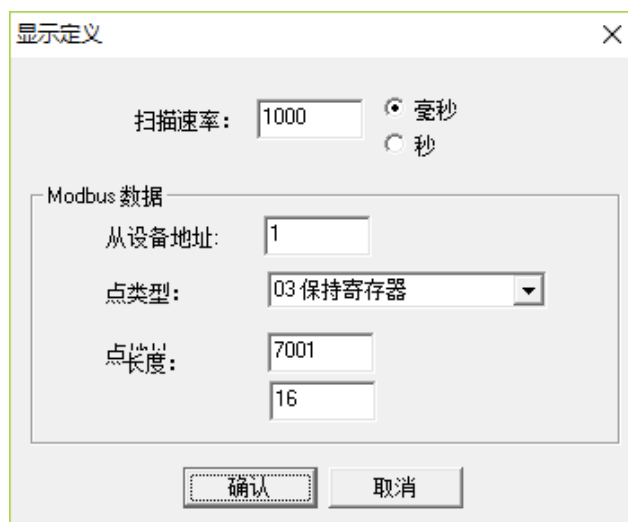 显示定义
扫描速率: 1000 毫秒
秒
Modbus 数据
从设备地址: 1
点类型: 03 保持寄存器
长度: 7001
16
确认 取消